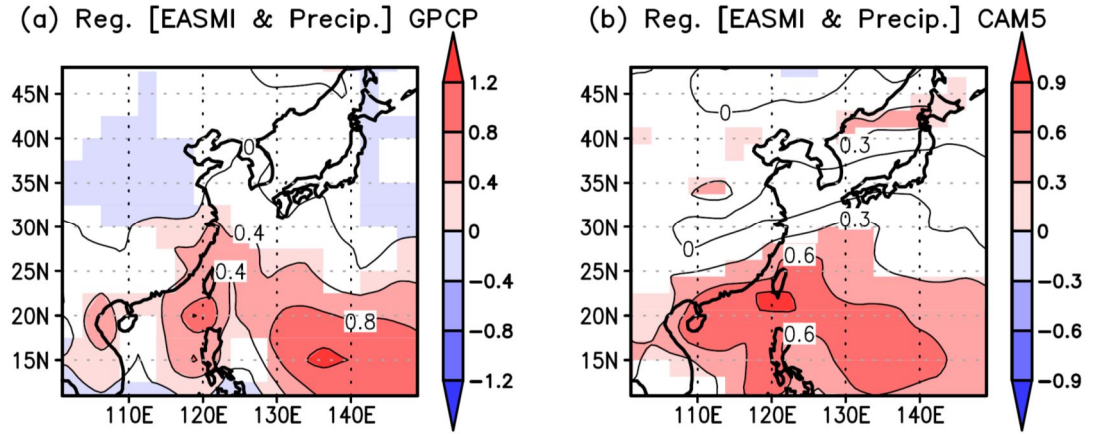 (a) Reg. [EASMI & Precip.] GPCP
45N
40N
35N
30N
25N
20N
15N
110E 120E 130E 140E
0
0.4
0.4
0.8
1.2
0.8
0.4
0
−0.4
−0.8
−1.2
(b) Reg. [EASMI & Precip.] CAM5
45N
40N
35N
30N
25N
20N
15N
110E 120E 130E 140E
0
0.3
0.3
0
0.6
0.6
0.9
0.6
0.3
0
−0.3
−0.6
−0.9